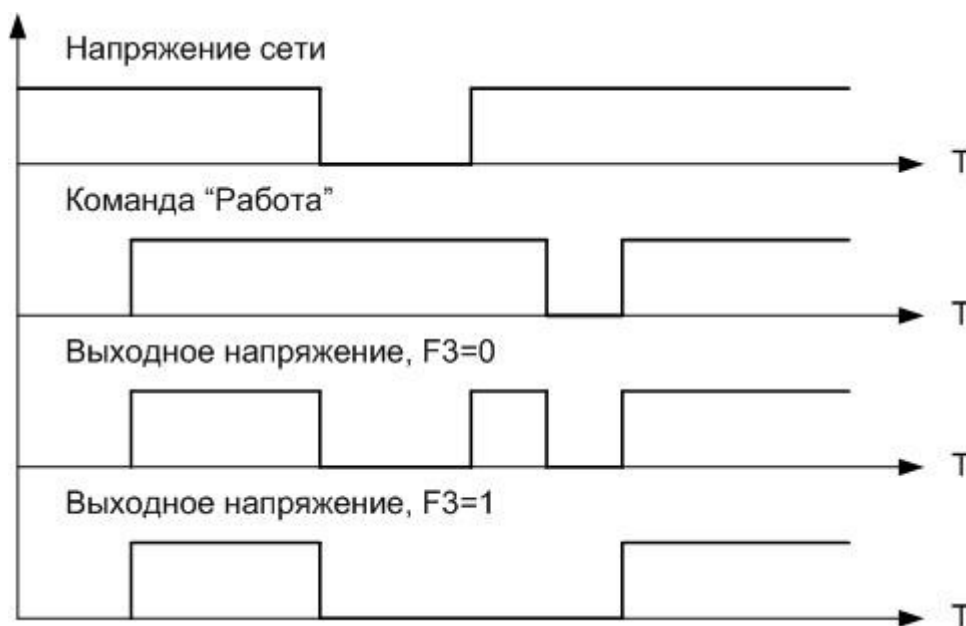 Напряжение сети
T
Команда “Работа”
T
Выходное напряжение, F3=0
T
Выходное напряжение, F3=1
T